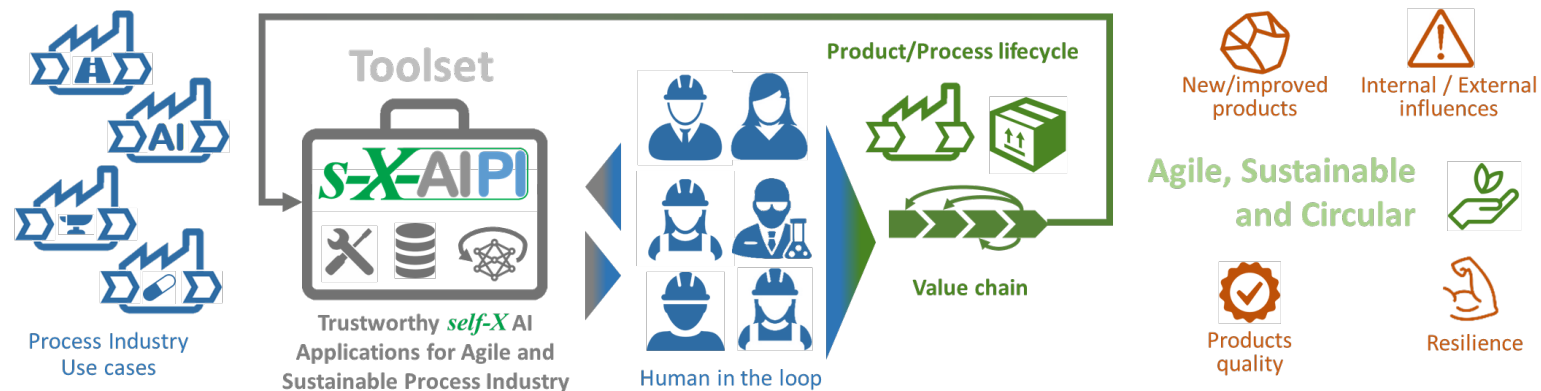 AI
Process Industry
Use cases
Toolset
s-X-AIPI
Trustworthy self-X AI
Applications for Agile and
Sustainable Process Industry
Human in the loop
Product/Process lifecycle
Value chain
New/improved
products
Internal / External
influences
Agile, Sustainable
and Circular
Products
quality
Resilience